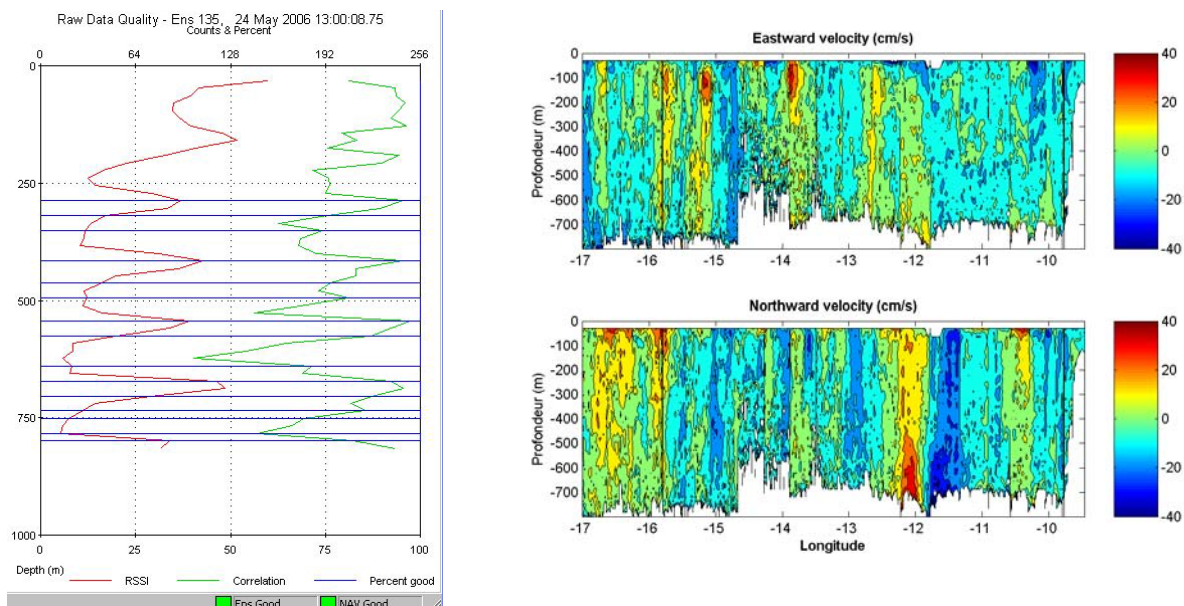 Raw Data Quality - Ens 135, 24 May 2006 13:00:08.75
Counts & Percent
0 64 128 192 256
0
250
500
750
1000
0 25 50 75 100
Depth (m)
RSSI Correlation Percent good
Ens Good NAV Good
Eastward velocity (cm/s)
Profondeur (m)
0
-100
-200
-300
-400
-500
-600
-700
-17 -16 -15 -14 -13 -12 -11 -10
40
20
0
-20
-40
Northward velocity (cm/s)
Profondeur (m)
0
-100
-200
-300
-400
-500
-600
-700
-17 -16 -15 -14 -13 -12 -11 -10
Longitude
40
20
0
-20
-40